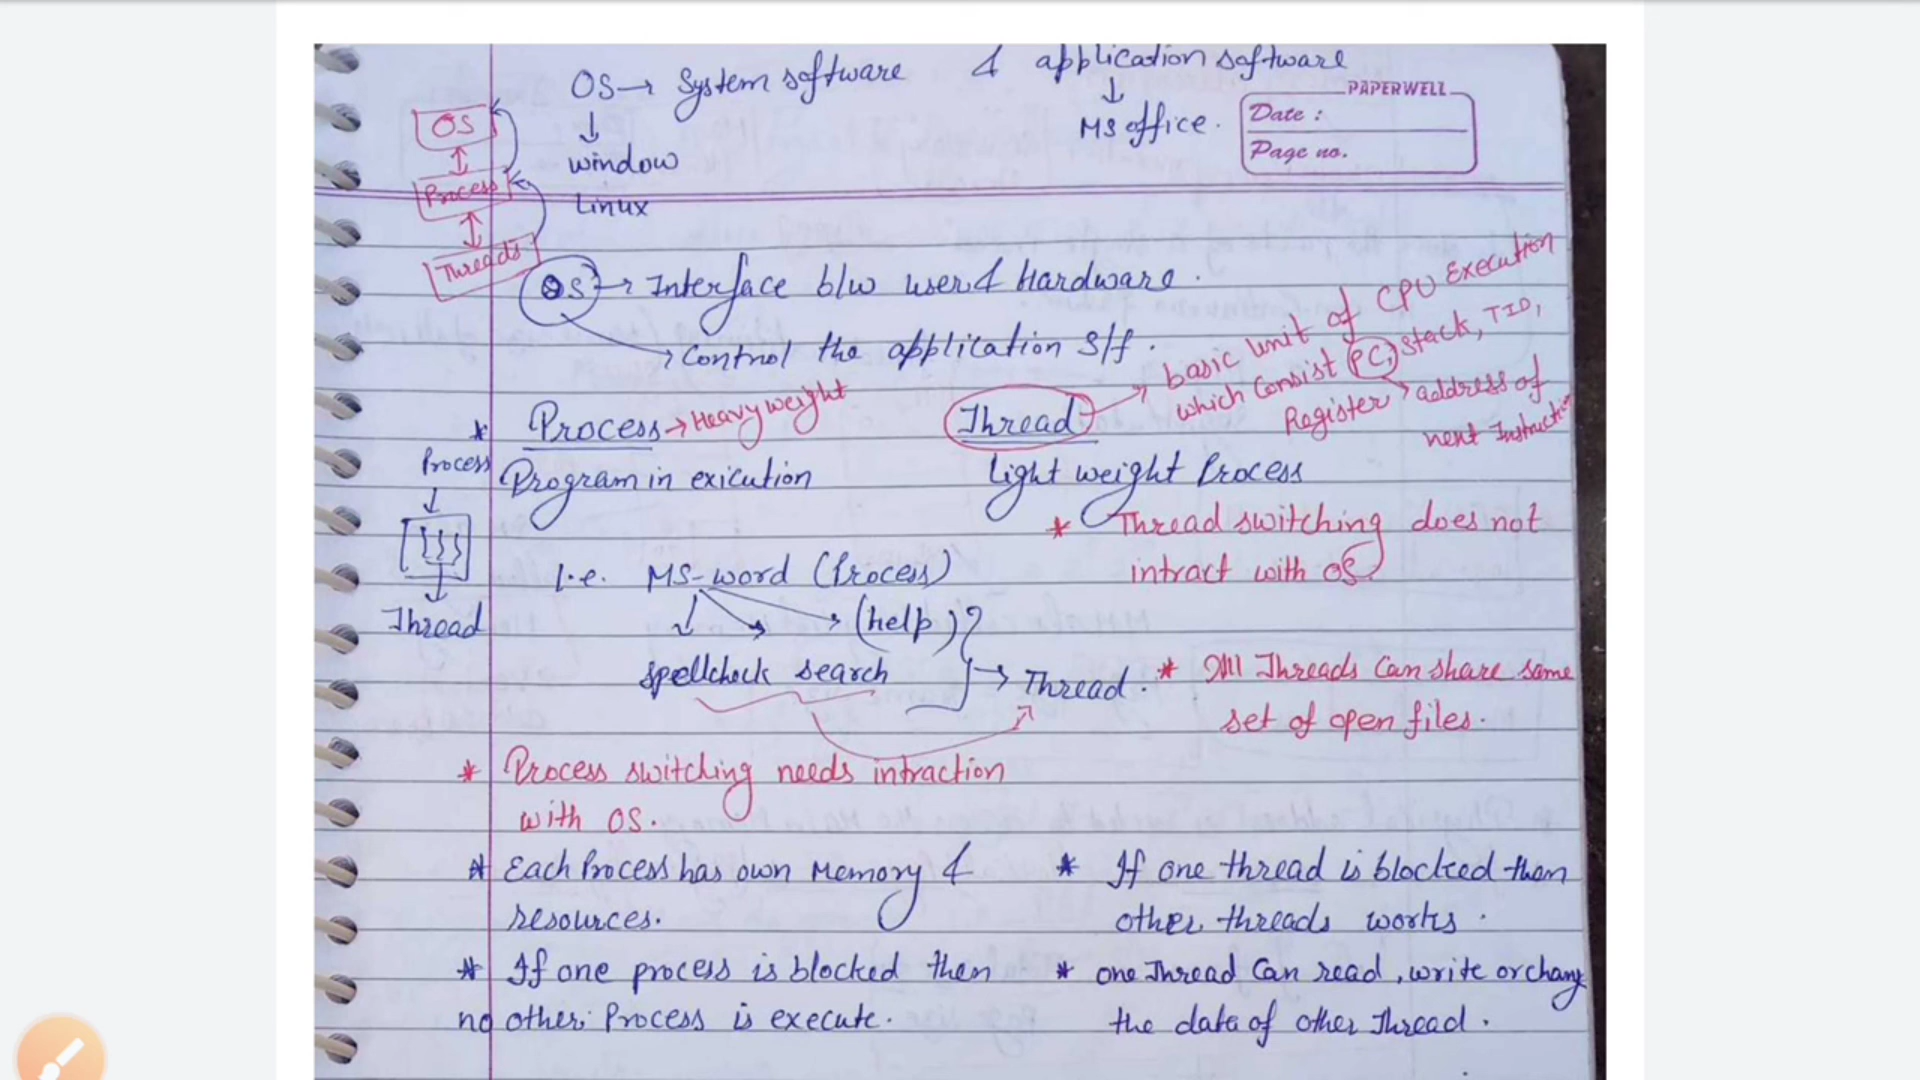 OS → System software & application software
↓
MS office.
PAPERWELL
Date :
Page no.
↓
window
Linux
OS
Process
Threads
OS → Interface b/w user & Hardware.
→ Control the application S/f.
* Process → Heavy weight
Thread → basic unit of CPU Execution
which Consist PC, Stack, TID,
Register → address of
next Instruction
Process
↓
Thread
Program in exicution
Light weight Process
* Thread switching does not
intract with OS
I.e. MS-word (Process)
(help)
spellcheck search → Thread.
* All Threads Can share same
set of open files.
* Process switching needs intraction
with OS.
* Each Process has own Memory &
resources.
* If one thread is blocked then
other threads works.
* If one process is blocked then
no other Process is execute.
* one Thread Can read, write or chang
the data of other Thread.